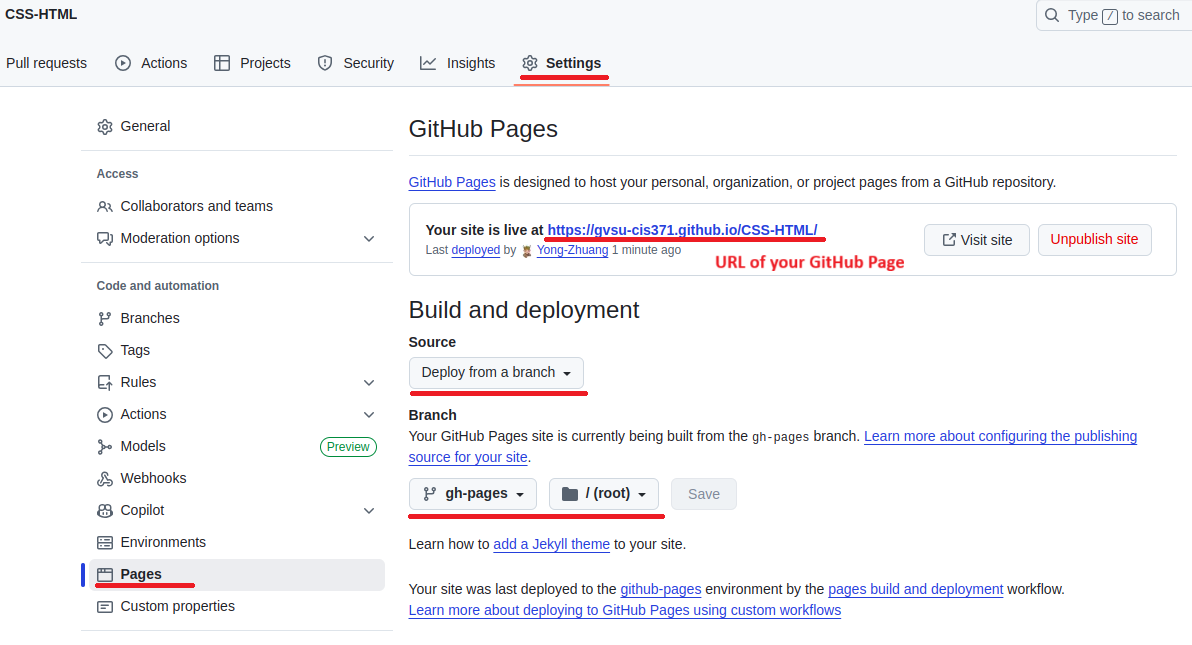 CSS-HTML
Type / to search
Pull requests Actions Projects Security Insights Settings
General
Access
Collaborators and teams
Moderation options
Code and automation
Branches
Tags
Rules
Actions
Models Preview
Webhooks
Copilot
Environments
Pages
Custom properties
GitHub Pages
GitHub Pages is designed to host your personal, organization, or project pages from a GitHub repository.
Your site is live at https://gvsu-cis371.github.io/CSS-HTML/
Last deployed by Yong-Zhuang 1 minute ago
Visit site
Unpublish site
URL of your GitHub Page
Build and deployment
Source
Deploy from a branch
Branch
Your GitHub Pages site is currently being built from the gh-pages branch. Learn more about configuring the publishing
source for your site.
gh-pages / (root) Save
Learn how to add a Jekyll theme to your site.
Your site was last deployed to the github-pages environment by the pages build and deployment workflow.
Learn more about deploying to GitHub Pages using custom workflows